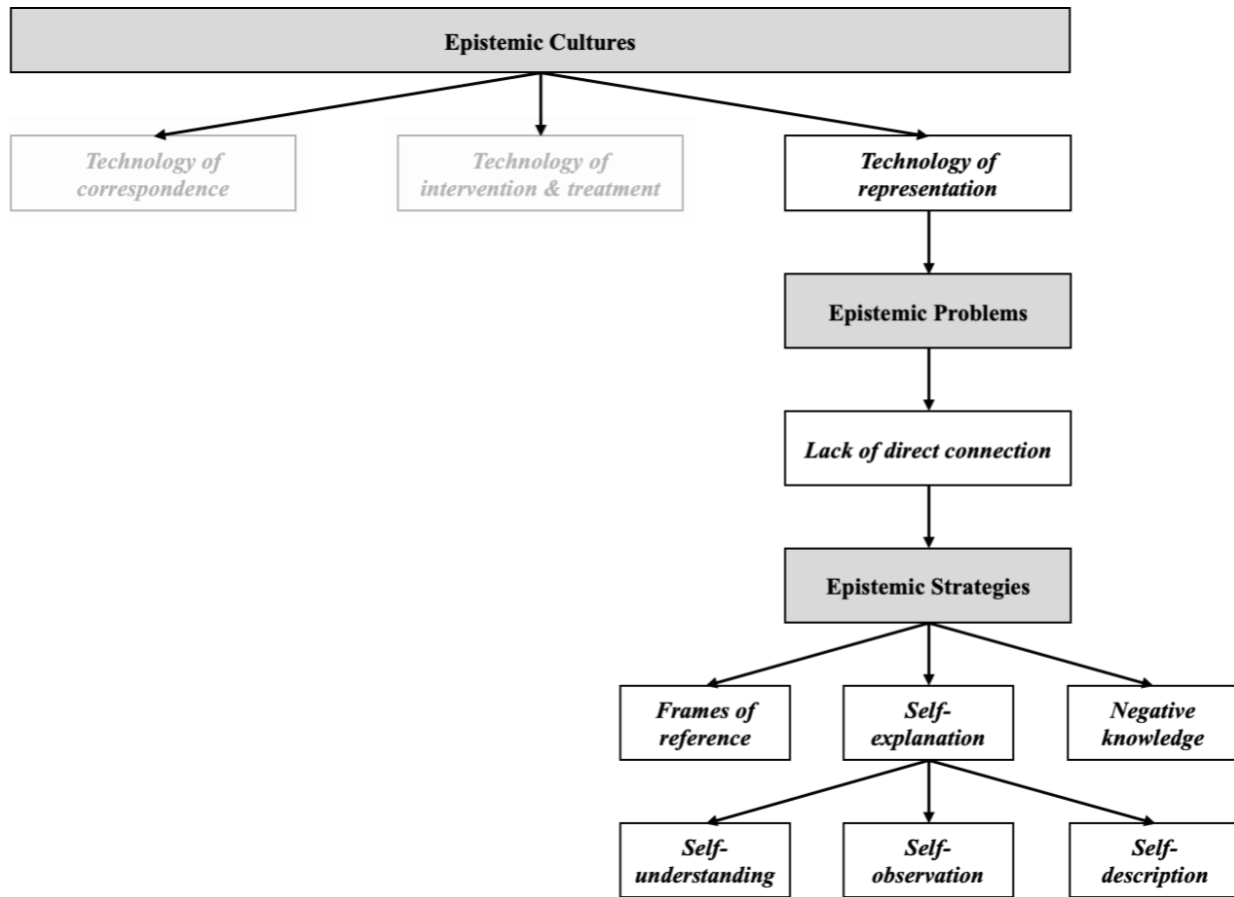 Epistemic Cultures
Technology of
correspondence
Technology of
intervention & treatment
Technology of
representation
Epistemic Problems
Lack of direct connection
Epistemic Strategies
Frames of
reference
Self-
explanation
Negative
knowledge
Self-
understanding
Self-
observation
Self-
description